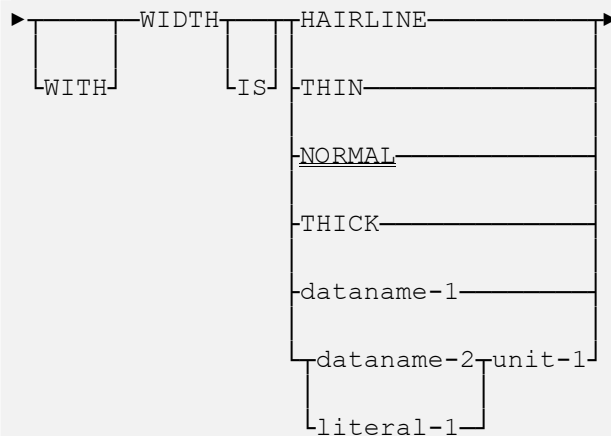 WIDTH HAIRLINE
WITH IS THIN
NORMAL
THICK
dataname-1
dataname-2 unit-1
literal-1